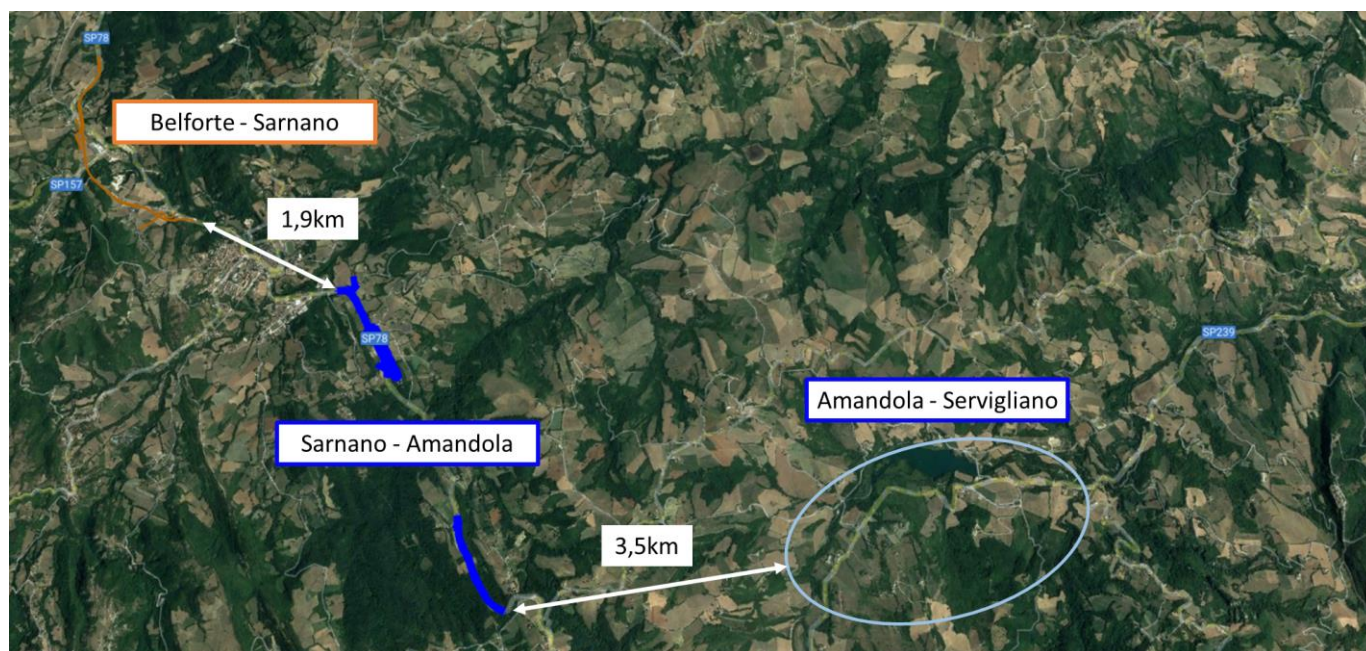 SP78
Belforte - Sarnano
SP157
1,9km
SP78
SP239
Amandola - Servigliano
Sarnano - Amandola
3,5km